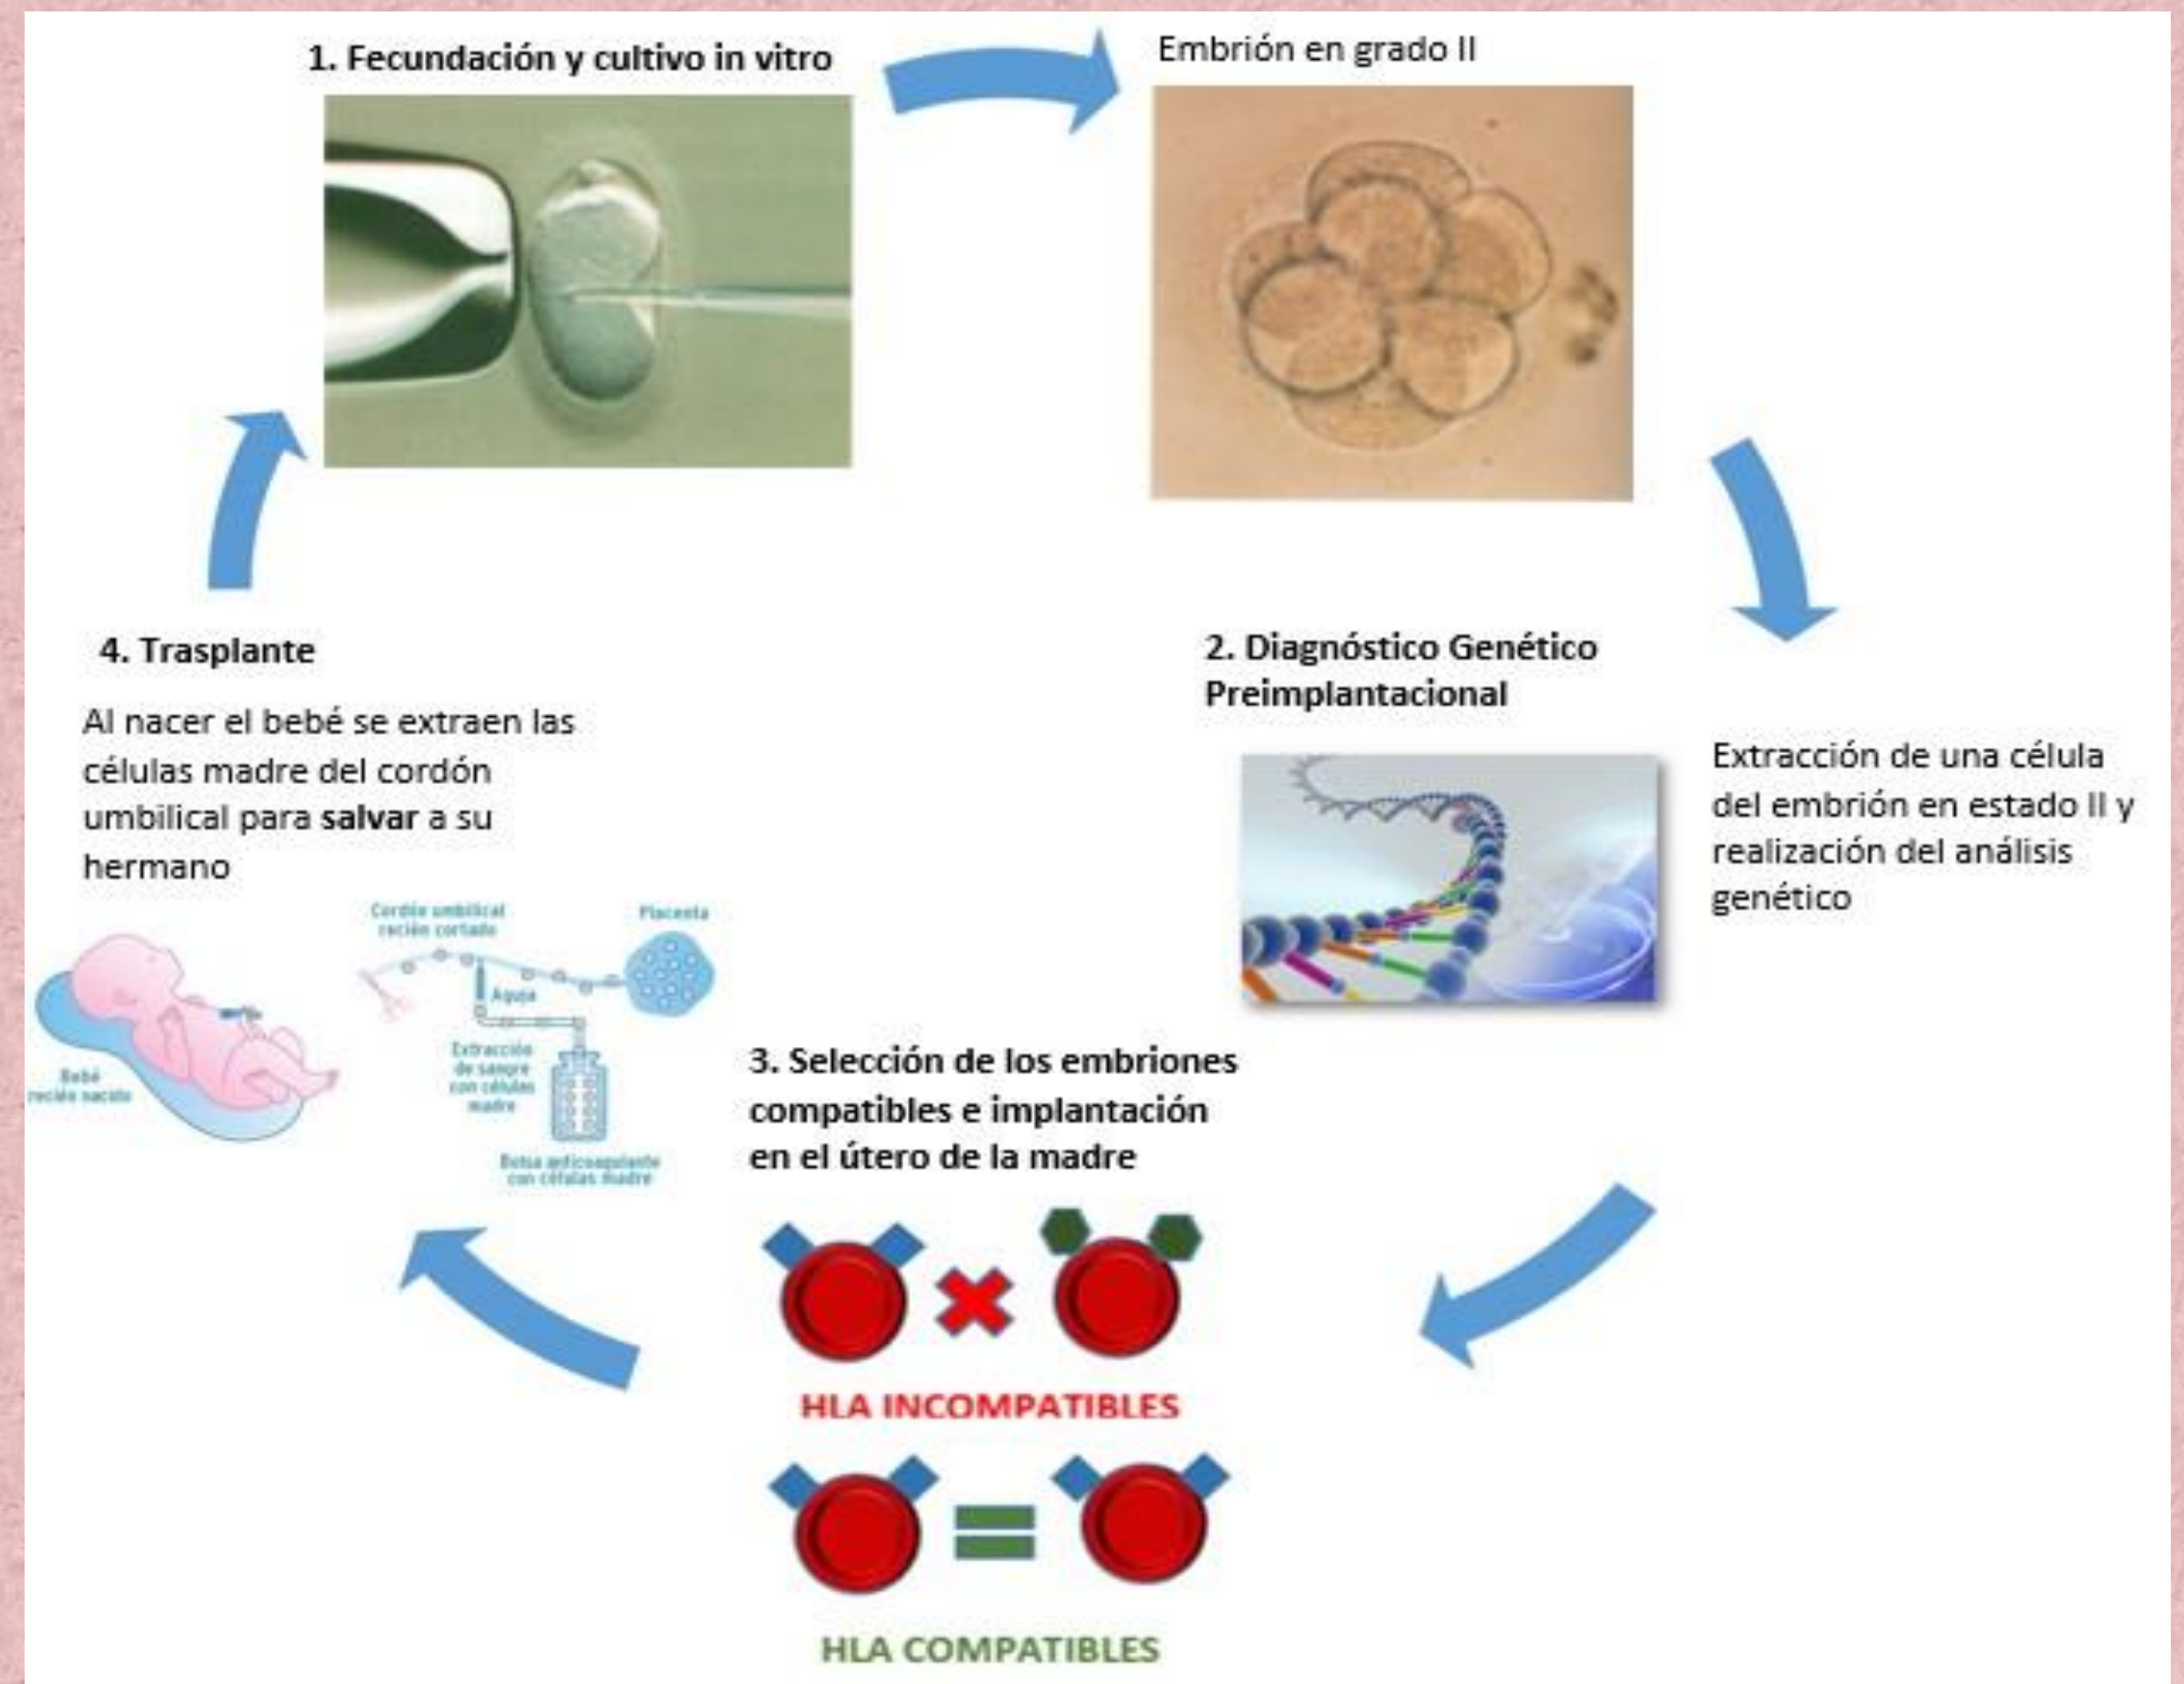 1. Fecundación y cultivo in vitro
Embrión en grado II
2. Diagnóstico Genético
Preimplantacional
Extracción de una célula
del embrión en estado II y
realización del análisis
genético
3. Selección de los embriones
compatibles e implantación
en el útero de la madre
HLA INCOMPATIBLES
HLA COMPATIBLES
4. Trasplante
Al nacer el bebé se extraen las
células madre del cordón
umbilical para salvar a su
hermano
Cordón umbilical
recién cortado
Placenta
Aguja
Extracción
de sangre
con células
madre
Bebé
recién nacido
Bolsa anticoagulante
con células madre